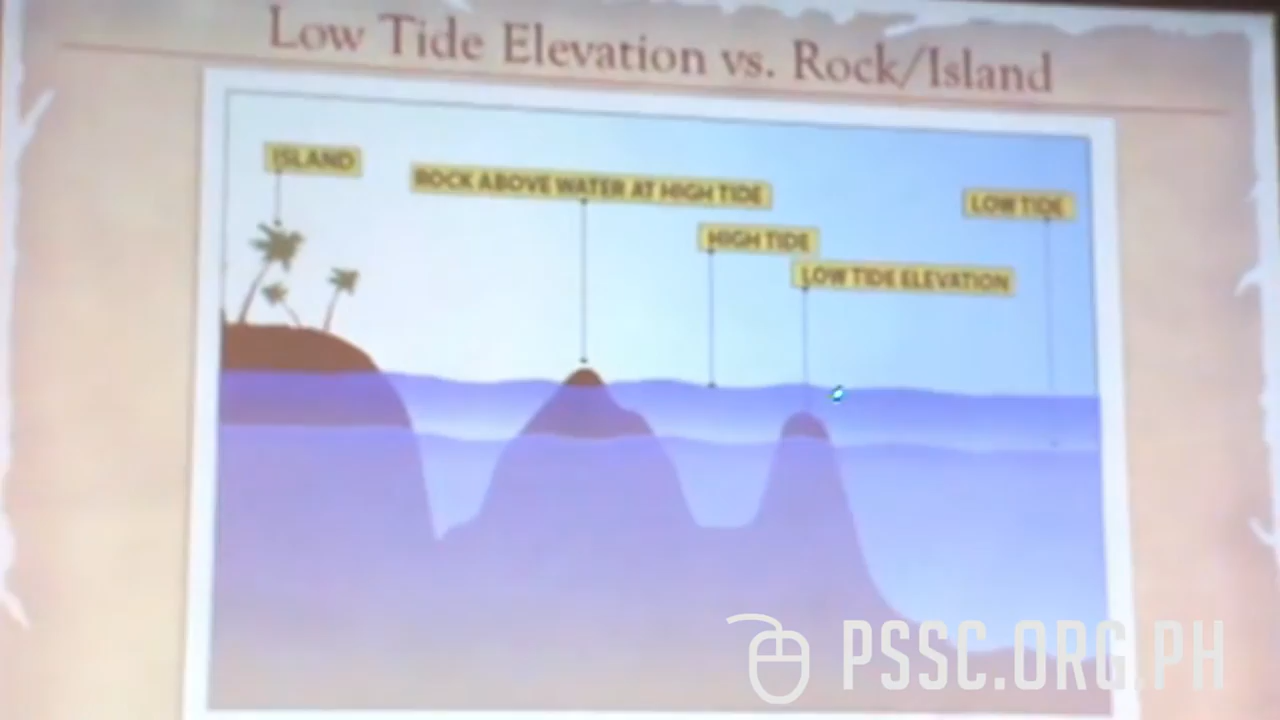 Low Tide Elevation vs. Rock/Island
ISLAND
ROCK ABOVE WATER AT HIGH TIDE
LOW TIDE
HIGH TIDE
LOW TIDE ELEVATION
PSSC.ORG.PH